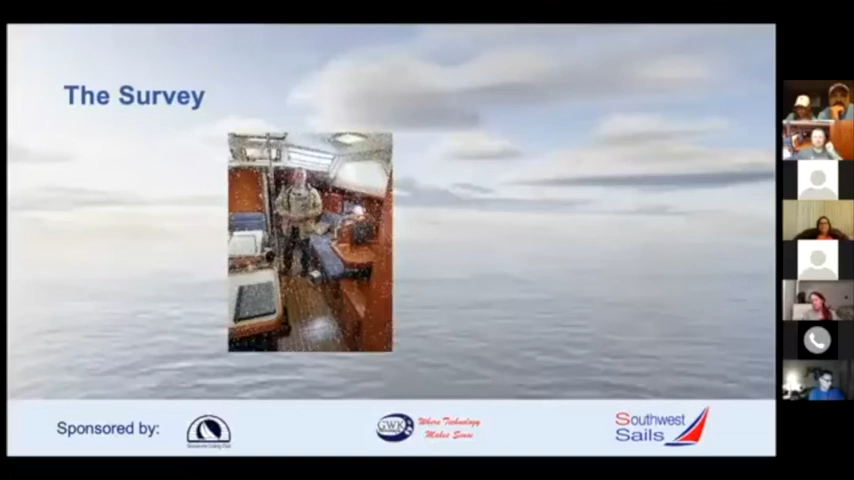 The Survey
Sponsored by:
GWK
Where Technology
Makes Sense
Southwest
Sails